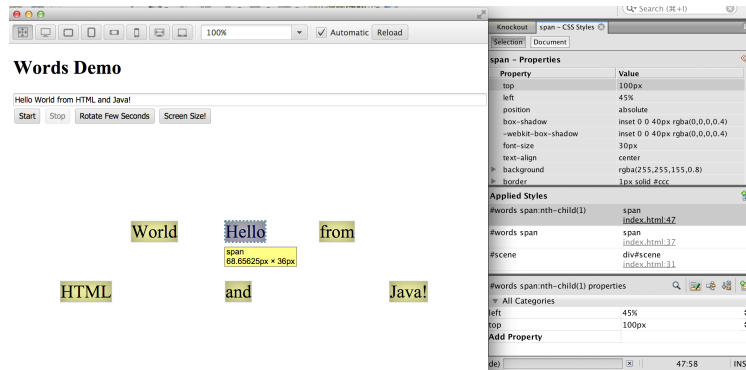 Search (⌘+I)
100%
Automatic Reload
Words Demo
Hello World from HTML and Java!
Start Stop Rotate Few Seconds Screen Size!
World Hello from
span
68.65625px × 36px
HTML and Java!
Knockout span – CSS Styles
Selection Document
span – Properties
Property Value
top 100px
left 45%
position absolute
box-shadow inset 0 0 40px rgba(0,0,0,0.4)
-webkit-box-shadow inset 0 0 40px rgba(0,0,0,0.4)
font-size 30px
text-align center
background rgba(255,255,155,0.8)
border 1px solid #ccc
Applied Styles
#words span:nth-child(1) span
index.html:47
#words span span
index.html:37
#scene div#scene
index.html:31
#words span:nth-child(1) properties
All Categories
left 45%
top 100px
Add Property
de)
47:58 INS